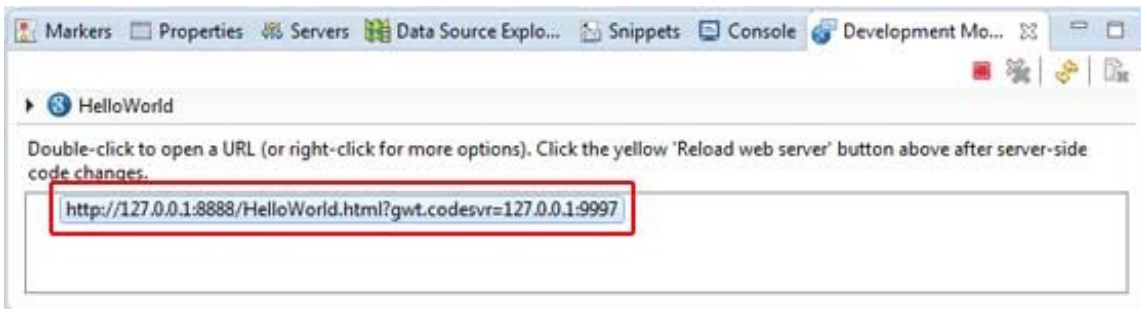 Markers Properties Servers Data Source Explo... Snippets Console Development Mo...
HelloWorld
Double-click to open a URL (or right-click for more options). Click the yellow 'Reload web server' button above after server-side
code changes.
http://127.0.0.1:8888/HelloWorld.html?gwt.codesvr=127.0.0.1:9997